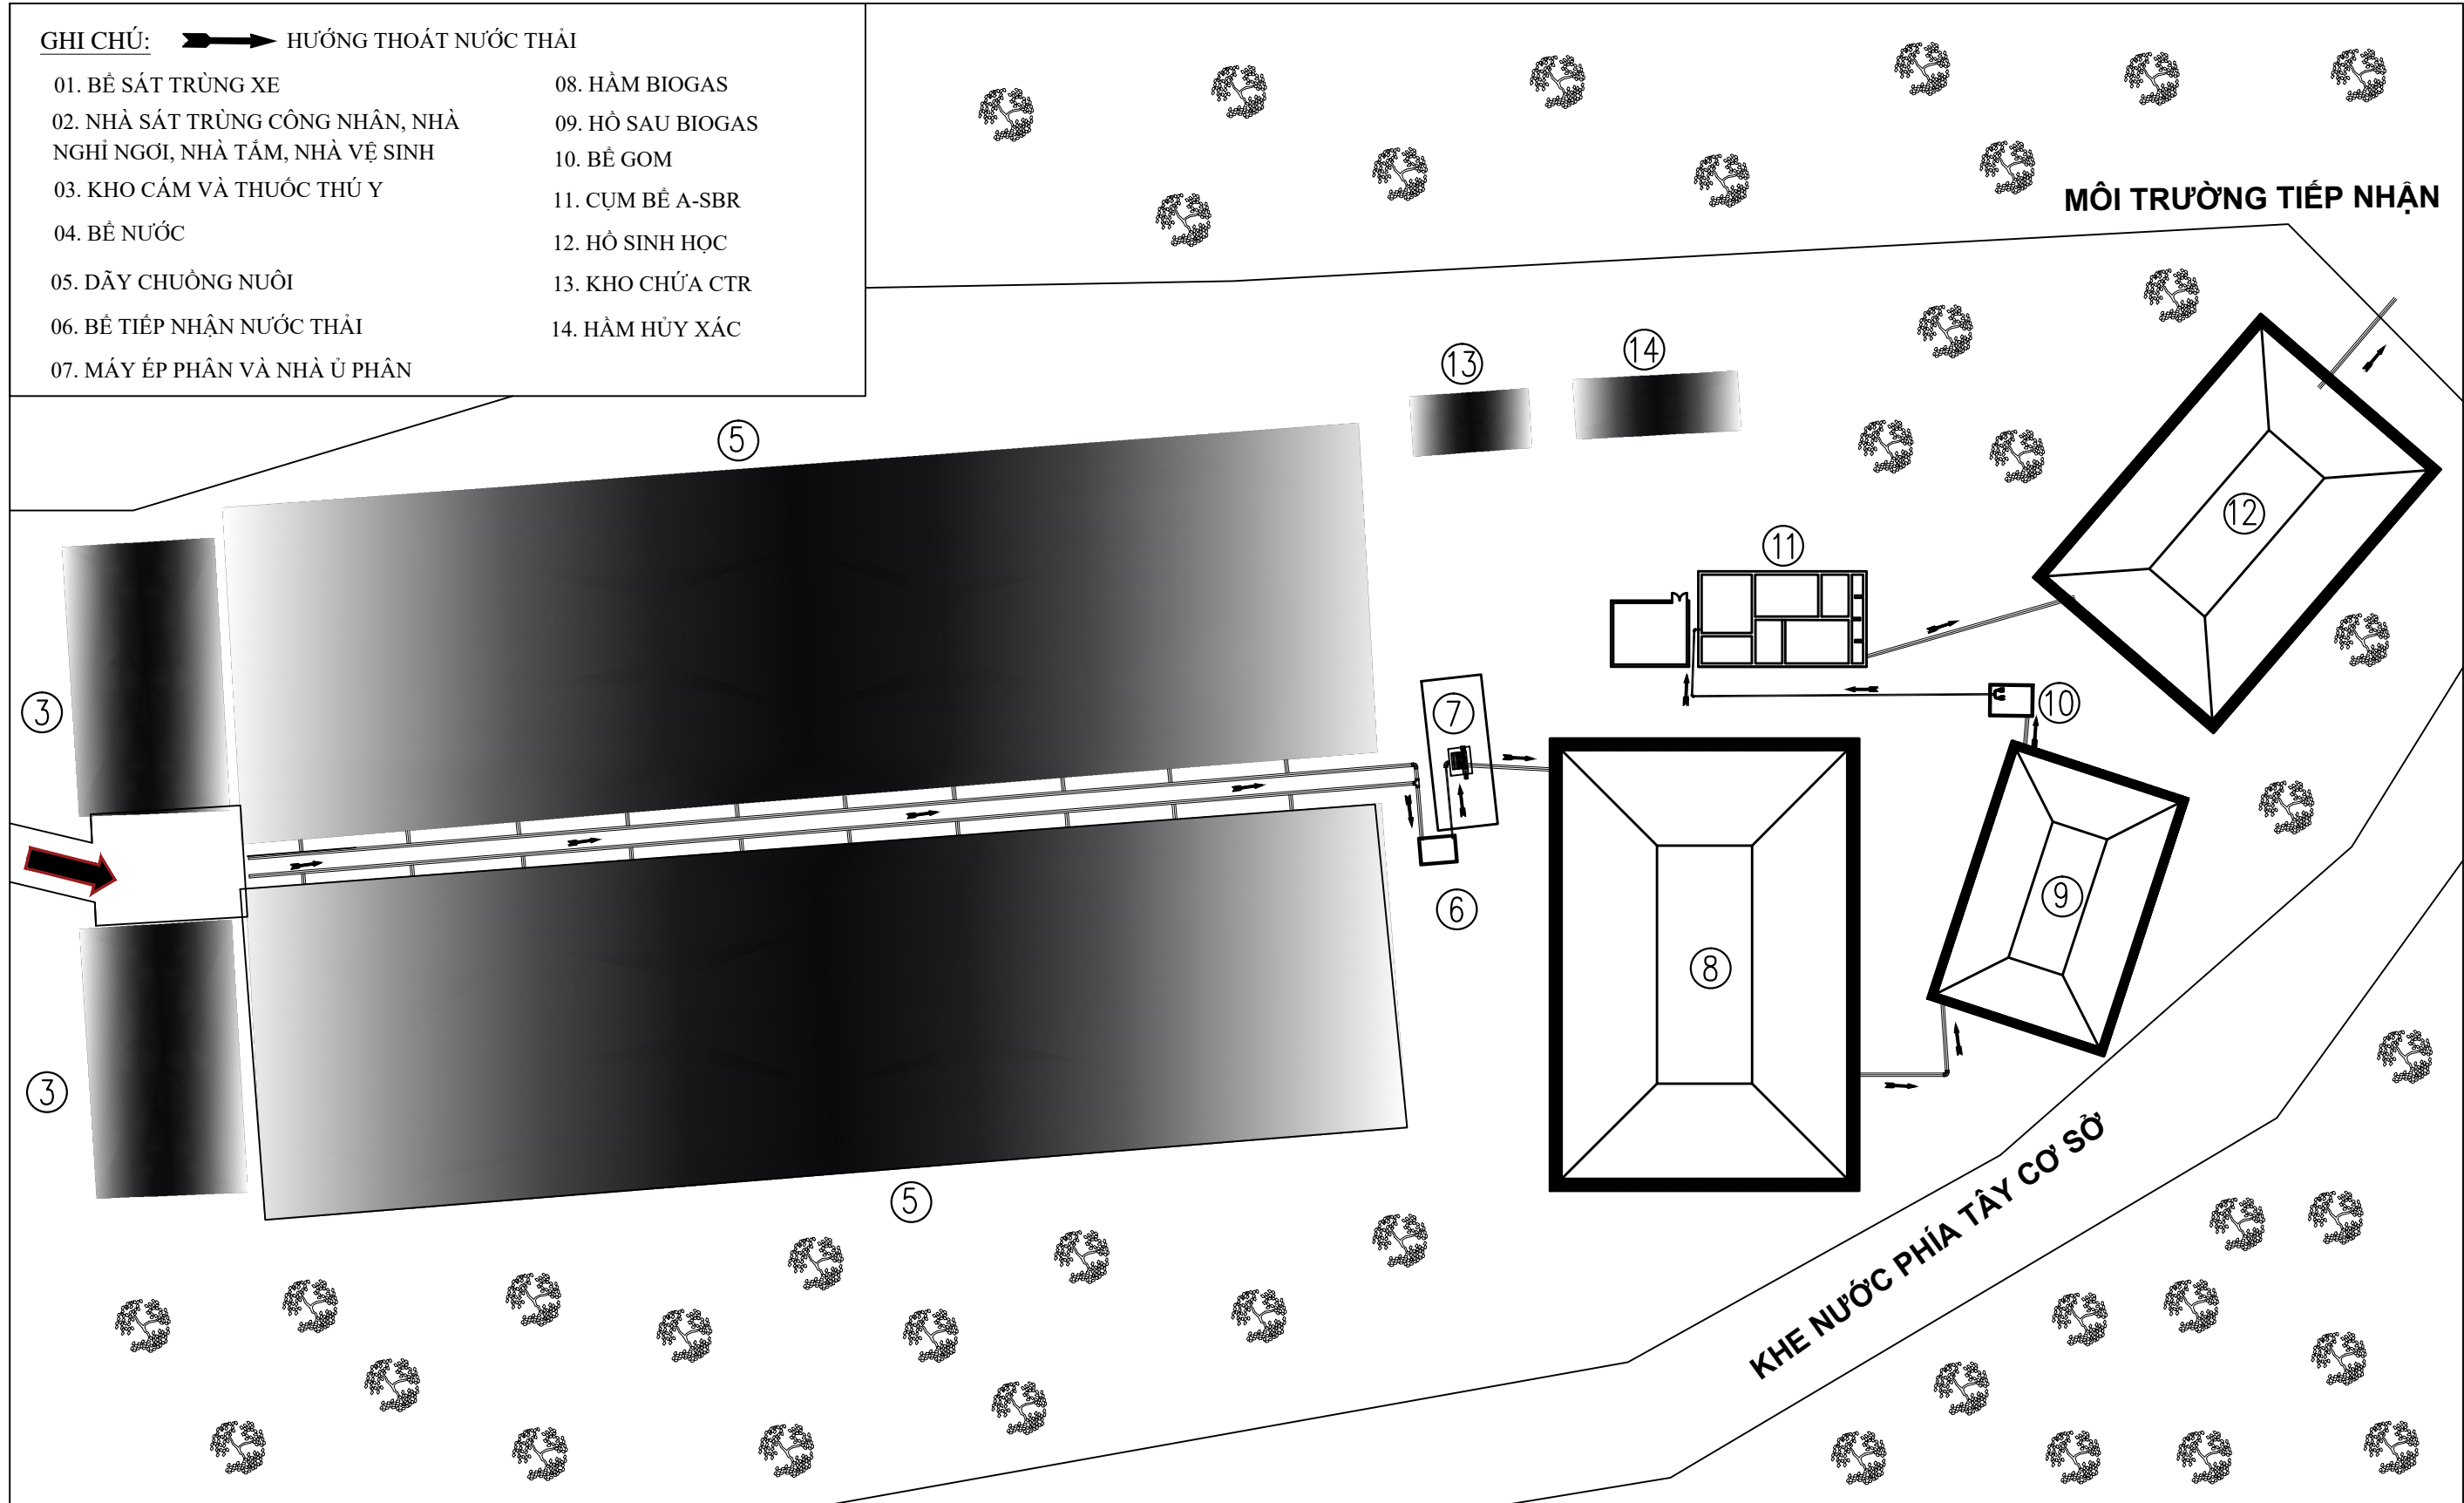 GHI CHÚ: HƯỚNG THOÁT NƯỚC THẢI
01. BỂ SÁT TRÙNG XE
02. NHÀ SÁT TRÙNG CÔNG NHÂN, NHÀ
NGHỈ NGƠI, NHÀ TẮM, NHÀ VỆ SINH
03. KHO CÁM VÀ THUỐC THÚ Y
04. BỂ NƯỚC
05. DÃY CHUỒNG NUÔI
06. BỂ TIẾP NHẬN NƯỚC THẢI
07. MÁY ÉP PHÂN VÀ NHÀ Ủ PHÂN
08. HẦM BIOGAS
09. HỒ SAU BIOGAS
10. BỂ GOM
11. CỤM BỂ A-SBR
12. HỒ SINH HỌC
13. KHO CHỨA CTR
14. HẦM HỦY XÁC
MÔI TRƯỜNG TIẾP NHẬN
13
14
5
12
11
3
7
10
6
9
8
3
5
KHE NƯỚC PHÍA TÂY CƠ SỞ